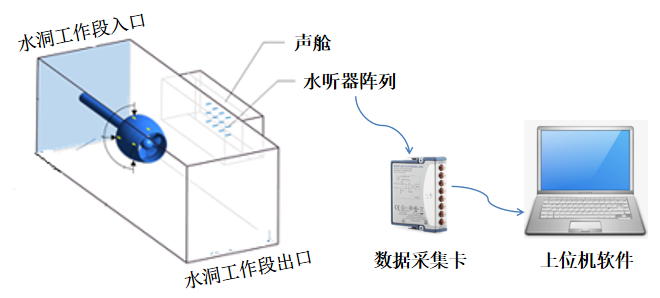 水洞工作段入口
声舱
水听器阵列
水洞工作段出口
数据采集卡
上位机软件